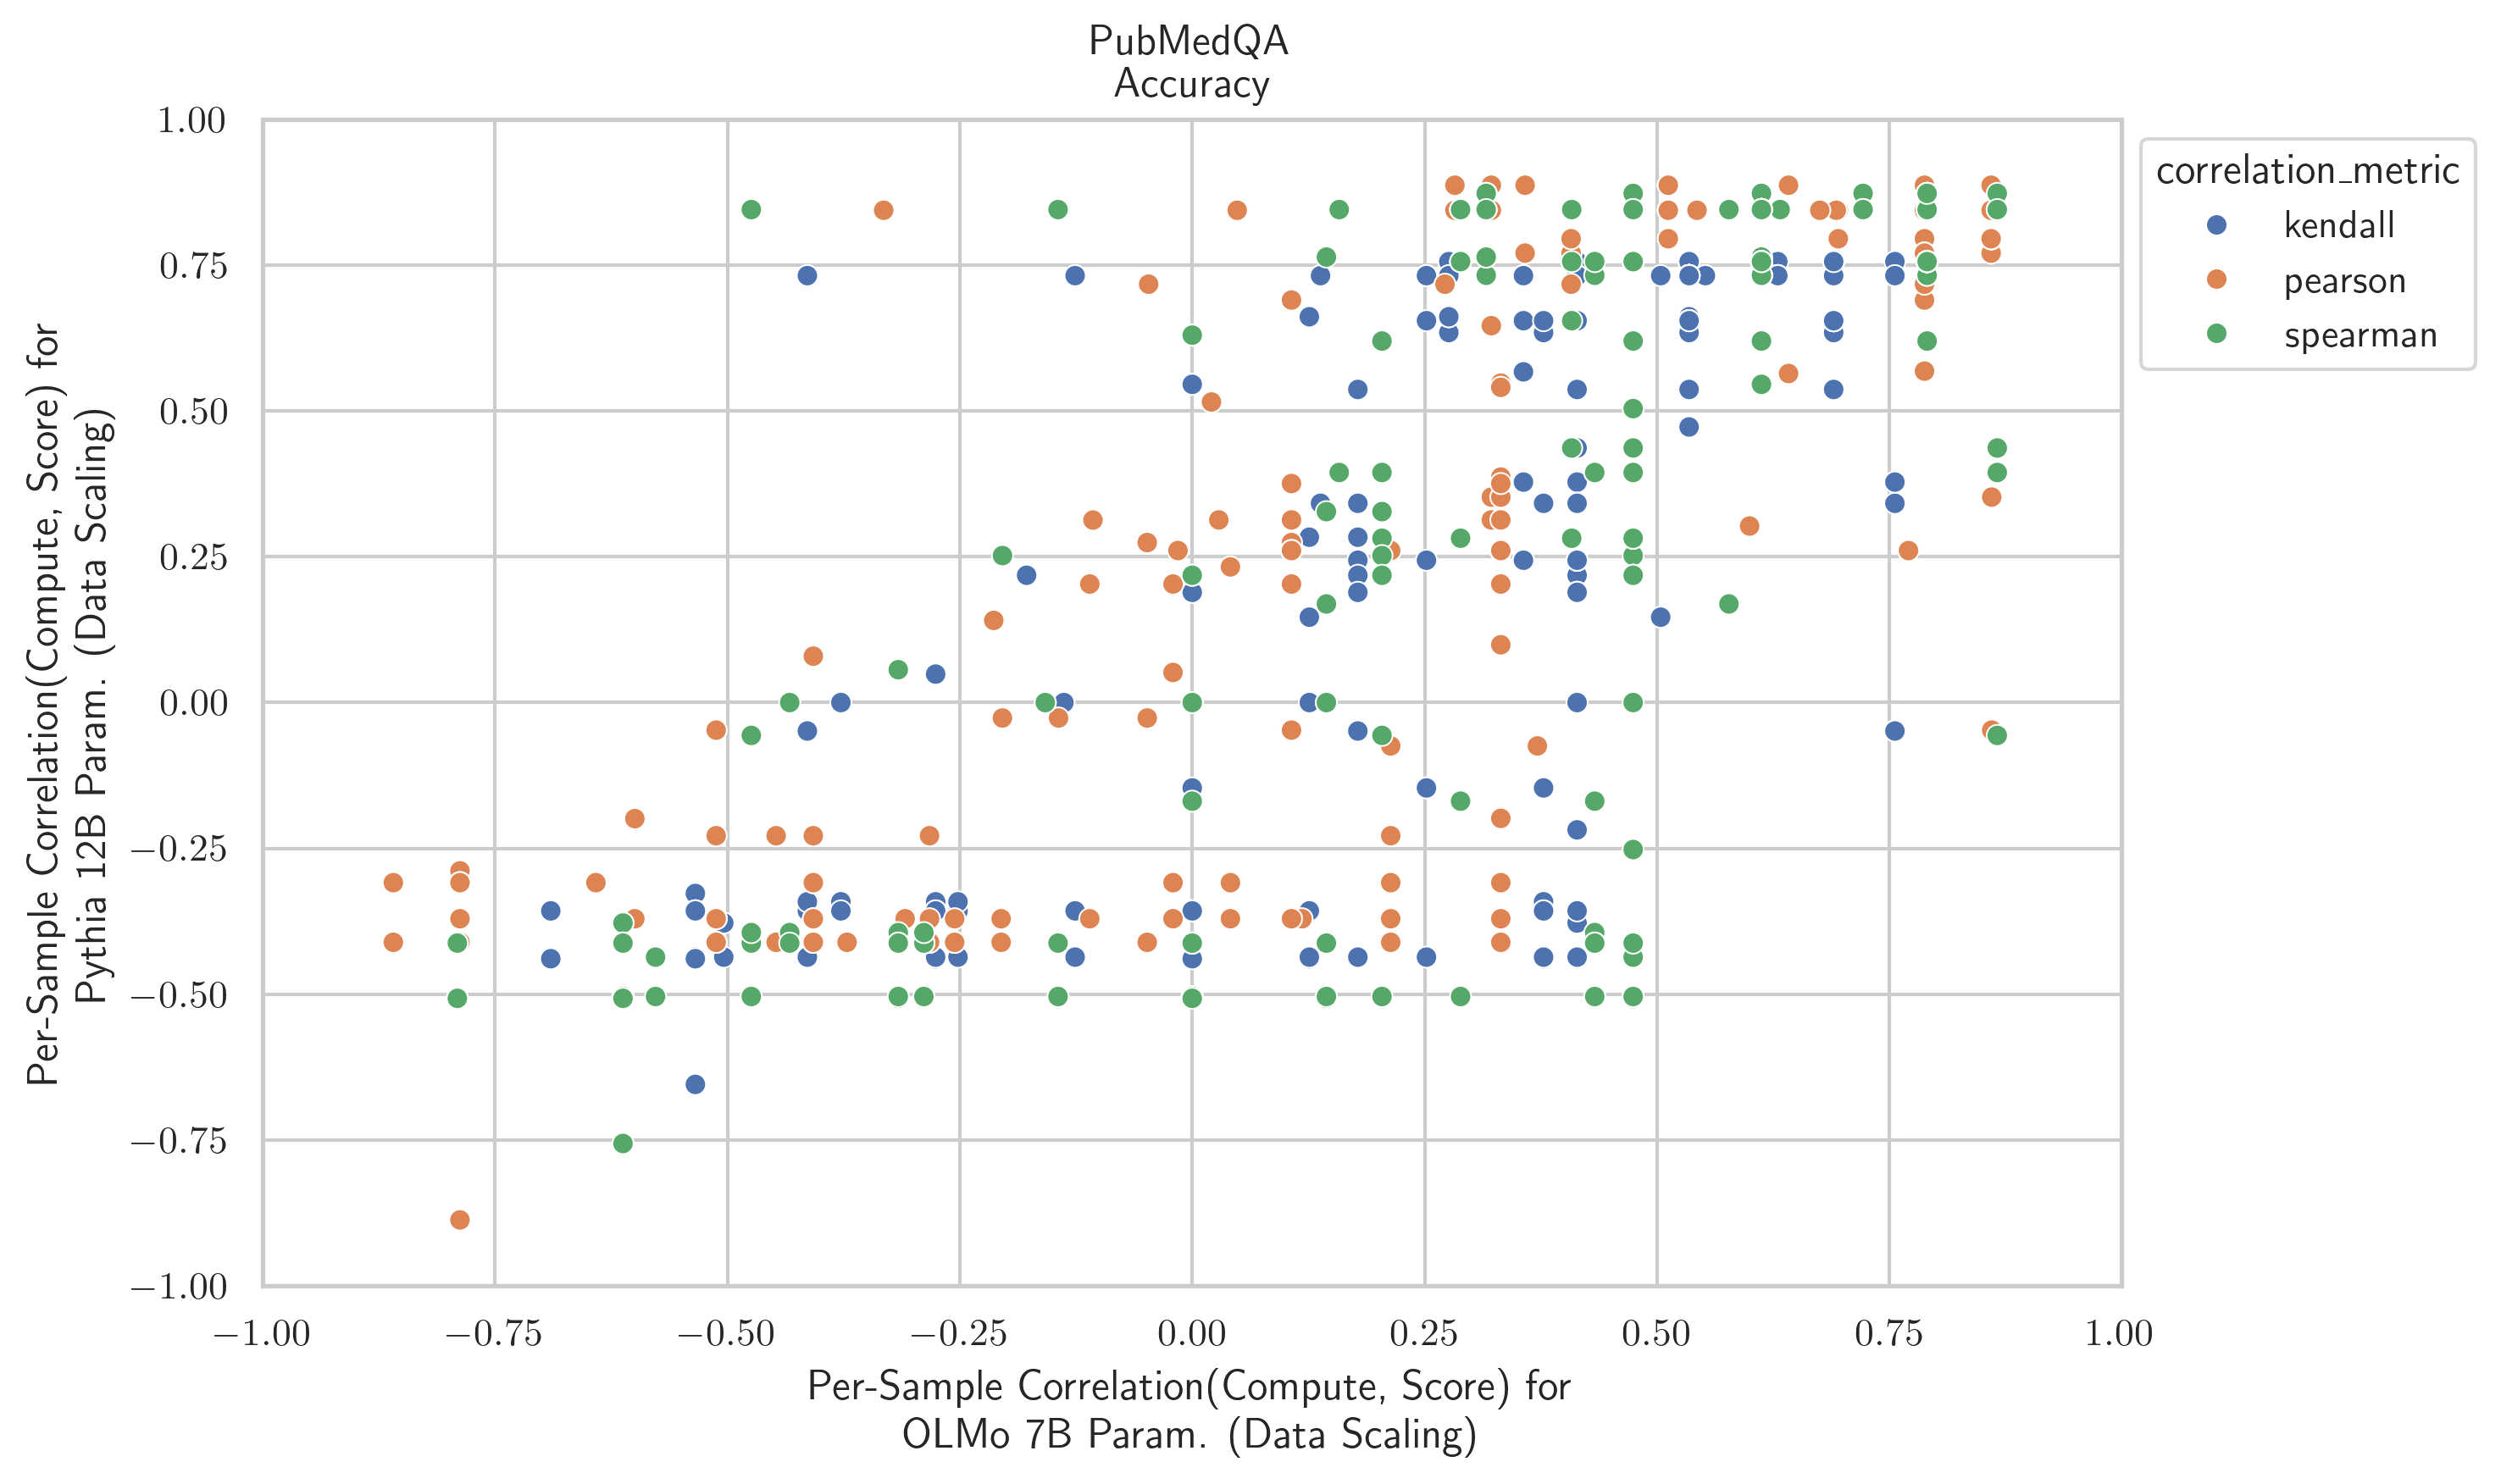 PubMedQA
Accuracy
1.00
0.75
0.50
0.25
0.00
−0.25
−0.50
−0.75
−1.00
Per-Sample Correlation(Compute, Score) for
Pythia 12B Param. (Data Scaling)
−1.00 −0.75 −0.50 −0.25 0.00 0.25 0.50 0.75 1.00
Per-Sample Correlation(Compute, Score) for
OLMo 7B Param. (Data Scaling)
correlation_metric
kendall
pearson
spearman